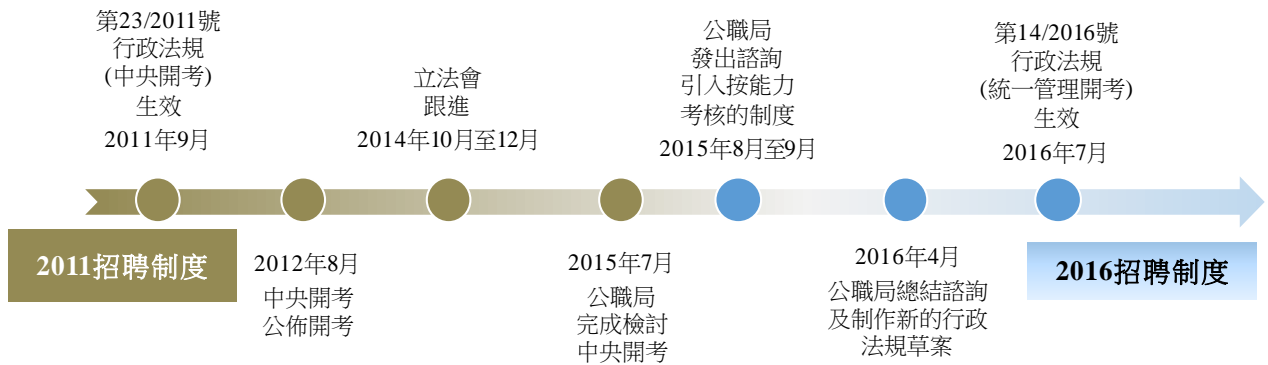 第23/2011號
行政法規
(中央開考)
生效
2011年9月
立法會
跟進
2014年10月至12月
公職局
發出諮詢
引入按能力
考核的制度
2015年8月至9月
第14/2016號
行政法規
(統一管理開考)
生效
2016年7月
2011招聘制度
2012年8月
中央開考
公佈開考
2015年7月
公職局
完成檢討
中央開考
2016年4月
公職局總結諮詢
及制作新的行政
法規草案
2016招聘制度